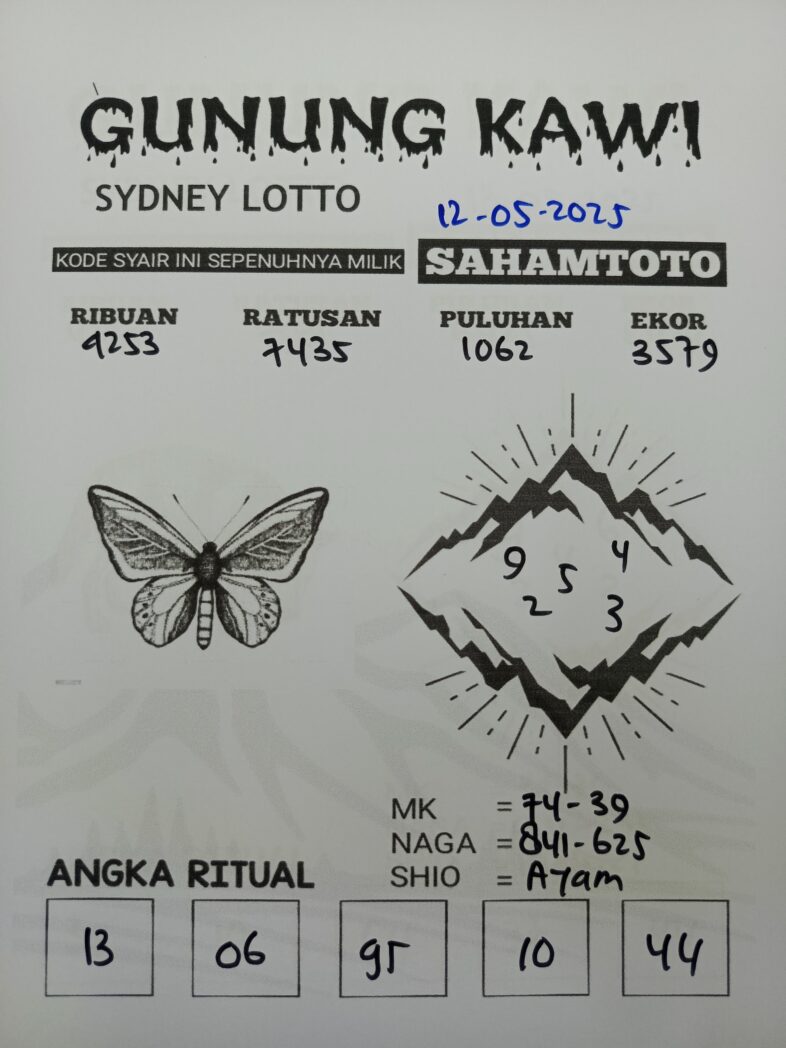 GUNUNG KAWI
SYDNEY LOTTO
12-05-2025
KODE SYAIR INI SEPENUHNYA MILIK SAHAMTOTO
RIBUAN RATUSAN PULUHAN EKOR
9253 7435 1062 3579
9 5 4
2 3
MK = 74-39
NAGA = 841-625
SHIO = Ayam
ANGKA RITUAL
13 06 95 10 44